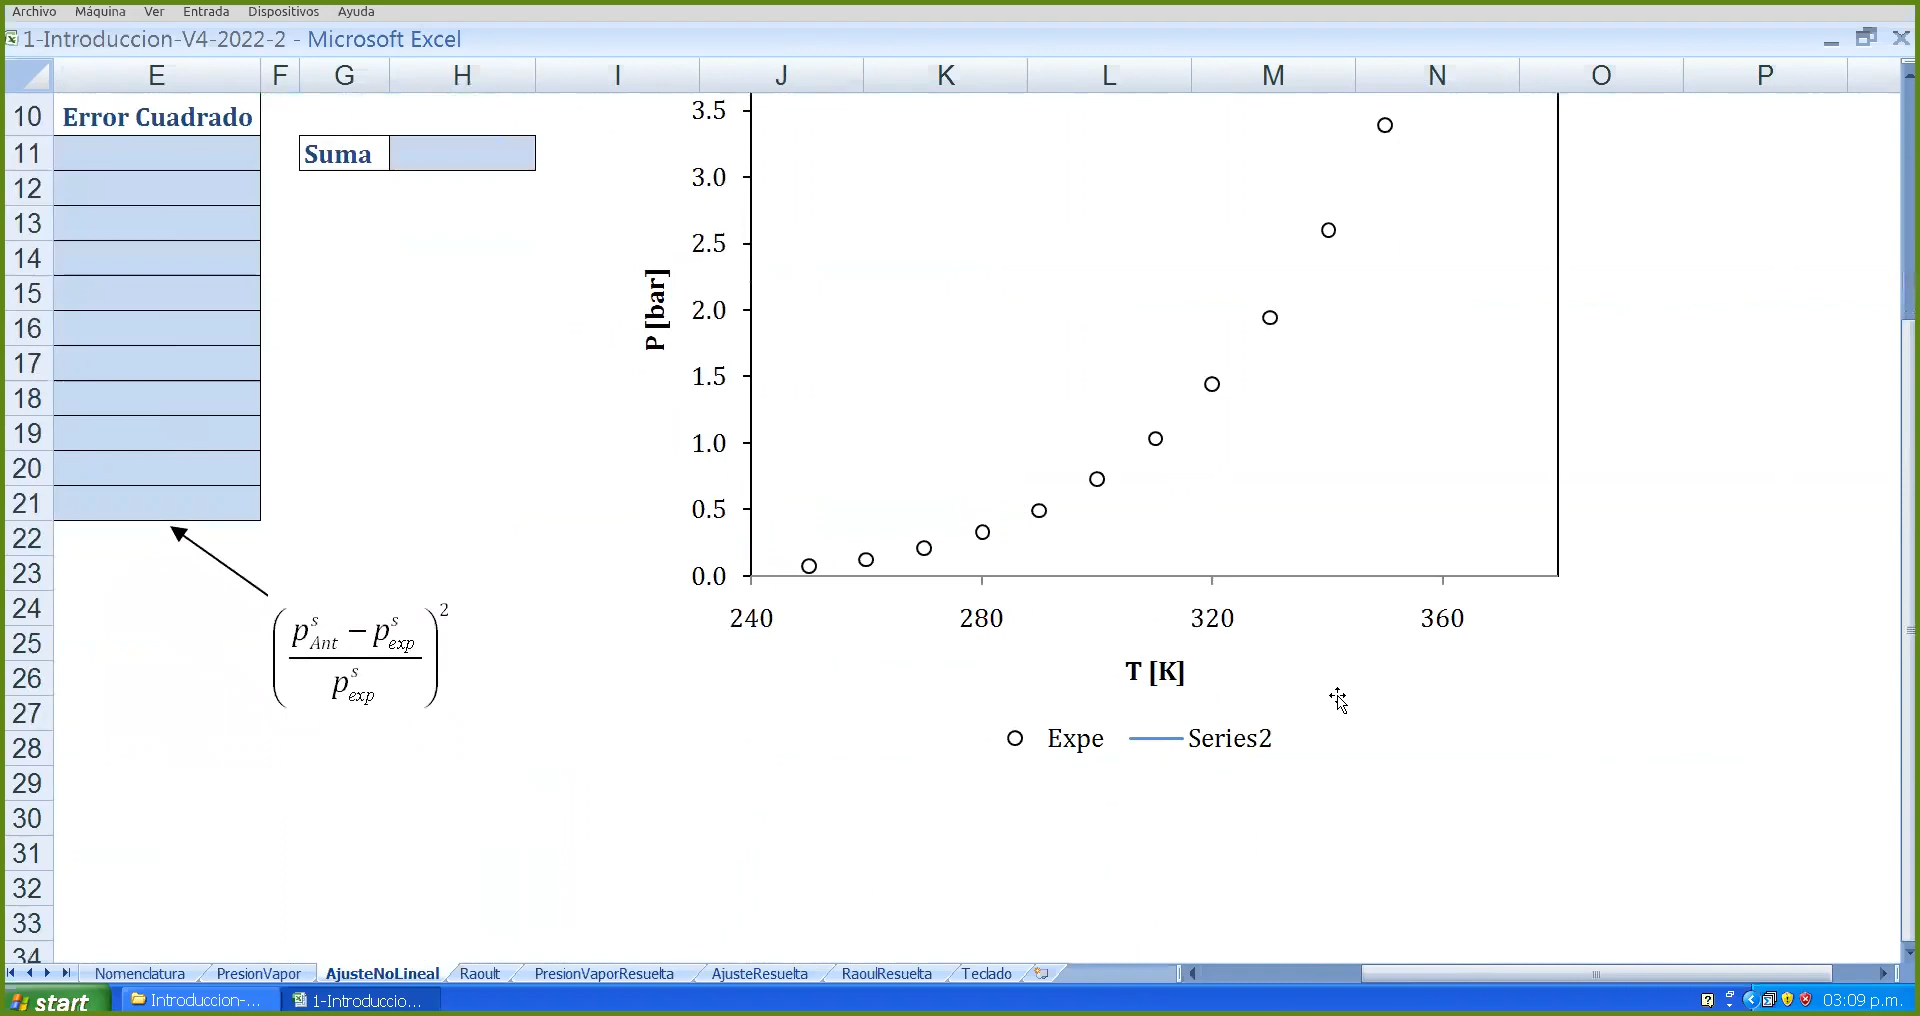 Archivo Máquina Ver Entrada Dispositivos Ayuda
1-Introduccion-V4-2022-2 - Microsoft Excel
E F G H I J K L M N O P
10 Error Cuadrado
11 Suma
12
13
14
15
16
17
18
19
20
21
22
23
24
25
26
27
28
29
30
31
32
33
34
3.5
3.0
2.5
2.0
1.5
1.0
0.5
0.0
P [bar]
240 280 320 360
T [K]
Expe Series2
(p^s_Ant − p^s_exp / p^s_exp)^2
Nomenclatura PresionVapor AjusteNoLineal Raoult PresionVaporResuelta AjusteResuelta RaoultResuelta Teclado
start Introduccion-... 1-Introduccio... 03:09 p.m.